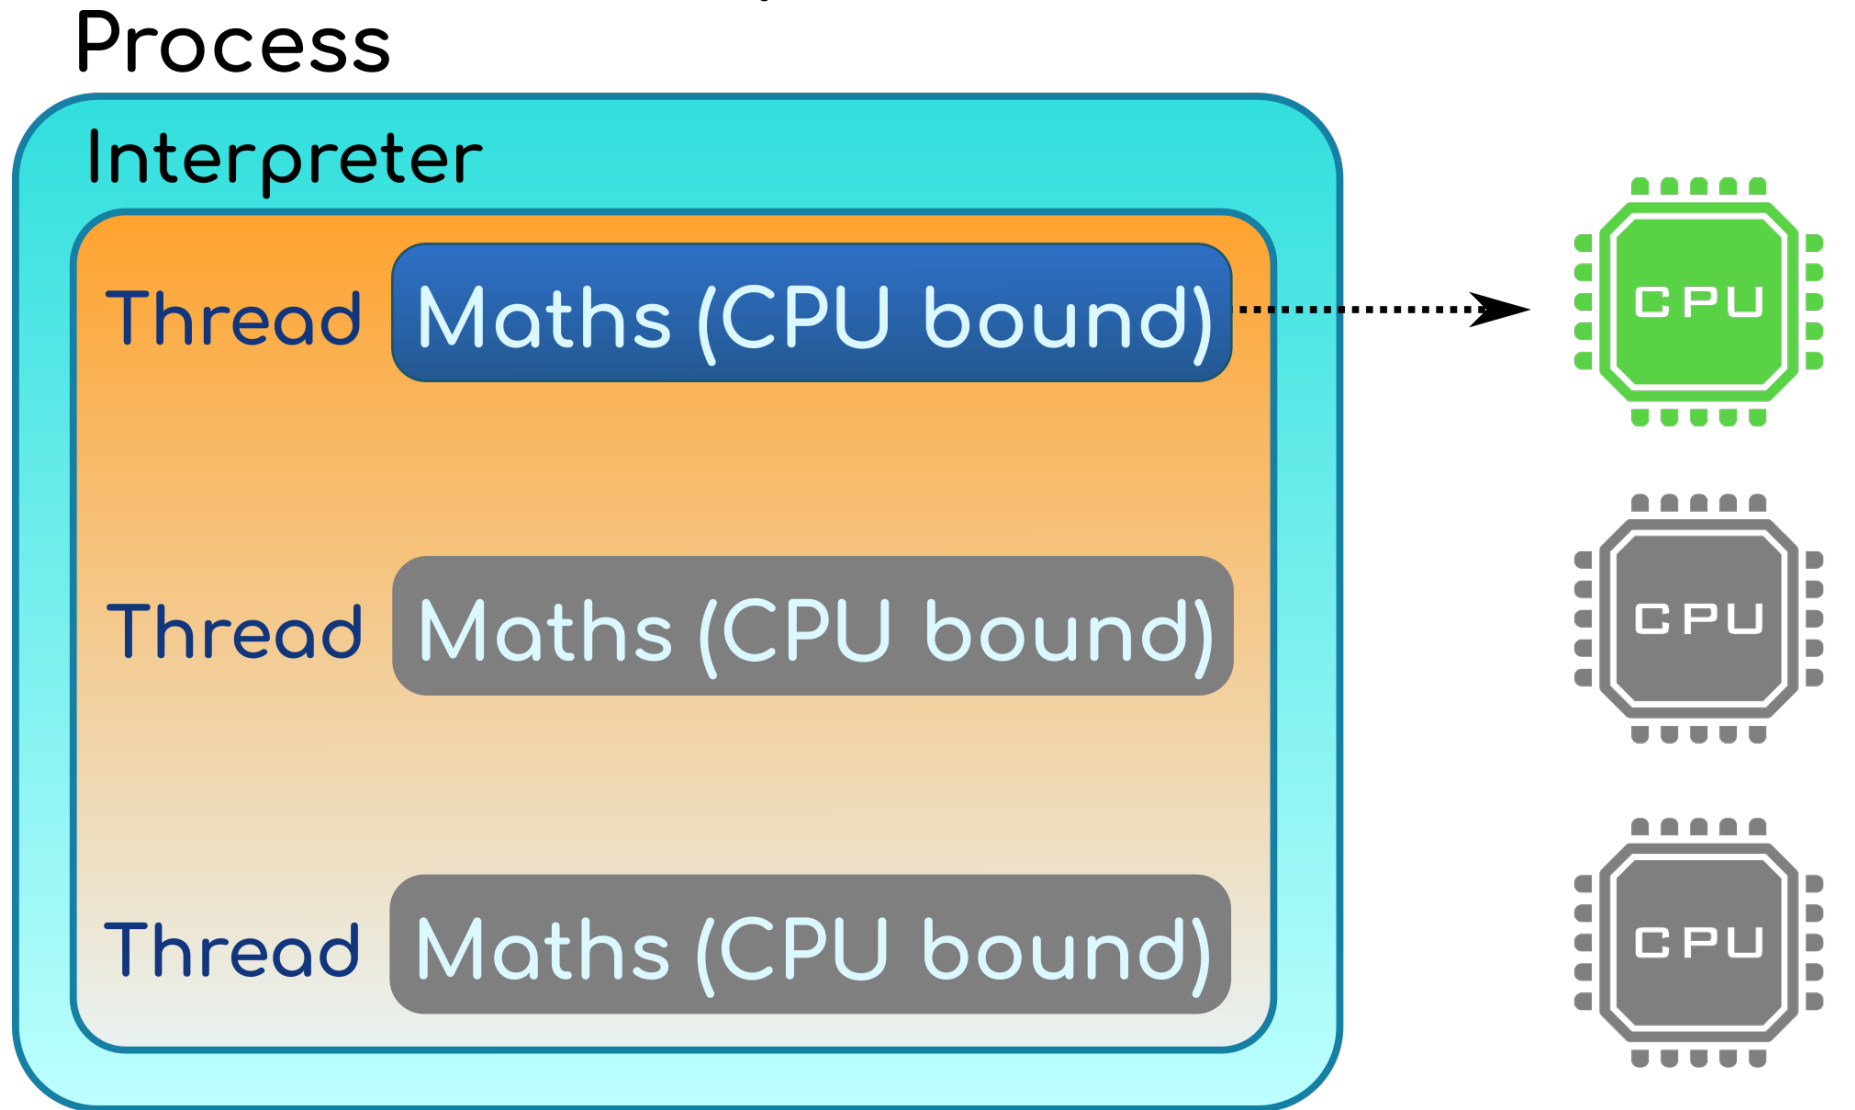 Process
Interpreter
Thread Maths (CPU bound)
CPU
Thread Maths (CPU bound)
CPU
Thread Maths (CPU bound)
CPU